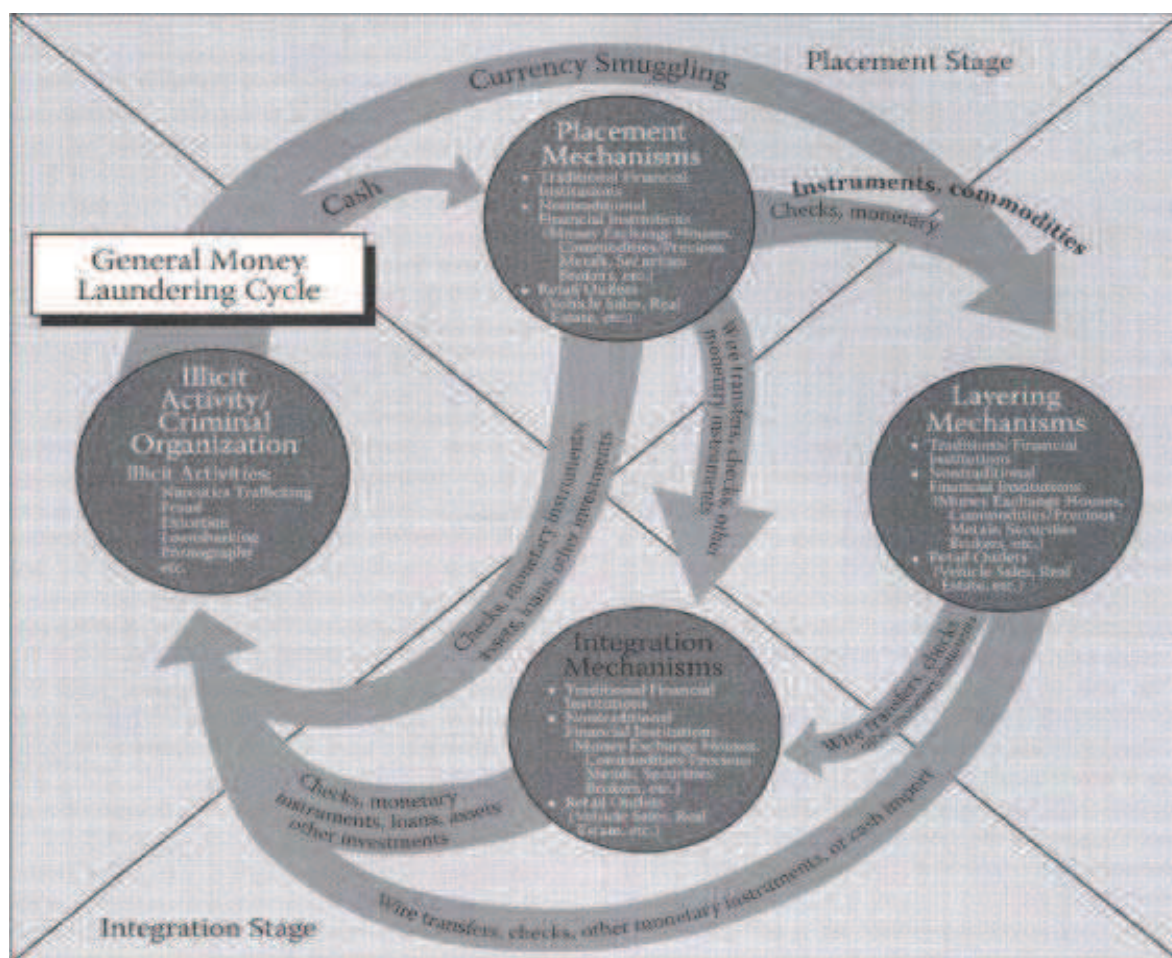 Currency Smuggling
Placement Stage
Placement
Mechanisms
• Traditional Financial
Institutions
• Nontraditional
Financial Institutions
(Money Exchange Houses,
Commodities/Precious
Metals, Securities
Brokers, etc.)
• Retail Outlets
(Vehicle Sales, Real
Estate, etc.)
Cash
Instruments, commodities
Checks, monetary
General Money
Laundering Cycle
Wire transfers, checks, other
monetary instruments
Illicit
Activity/
Criminal
Organization
Illicit Activities:
Narcotics Trafficking
Fraud
Extortion
Loansharking
Pornography
etc.
Layering
Mechanisms
• Traditional Financial
Institutions
• Nontraditional
Financial Institutions
(Money Exchange Houses,
Commodities/Precious
Metals, Securities
Brokers, etc.)
• Retail Outlets
(Vehicle Sales, Real
Estate, etc.)
Checks, monetary instruments
assets, loans, other investments
Integration
Mechanisms
• Traditional Financial
Institutions
• Nontraditional
Financial Institutions
(Money Exchange Houses,
Commodities/Precious
Metals, Securities
Brokers, etc.)
• Retail Outlets
(Vehicle Sales, Real
Estate, etc.)
Wire transfers, checks
other monetary instruments
Checks, monetary
instruments, loans, assets
other investments
Wire transfers, checks, other monetary instruments, or cash import
Integration Stage